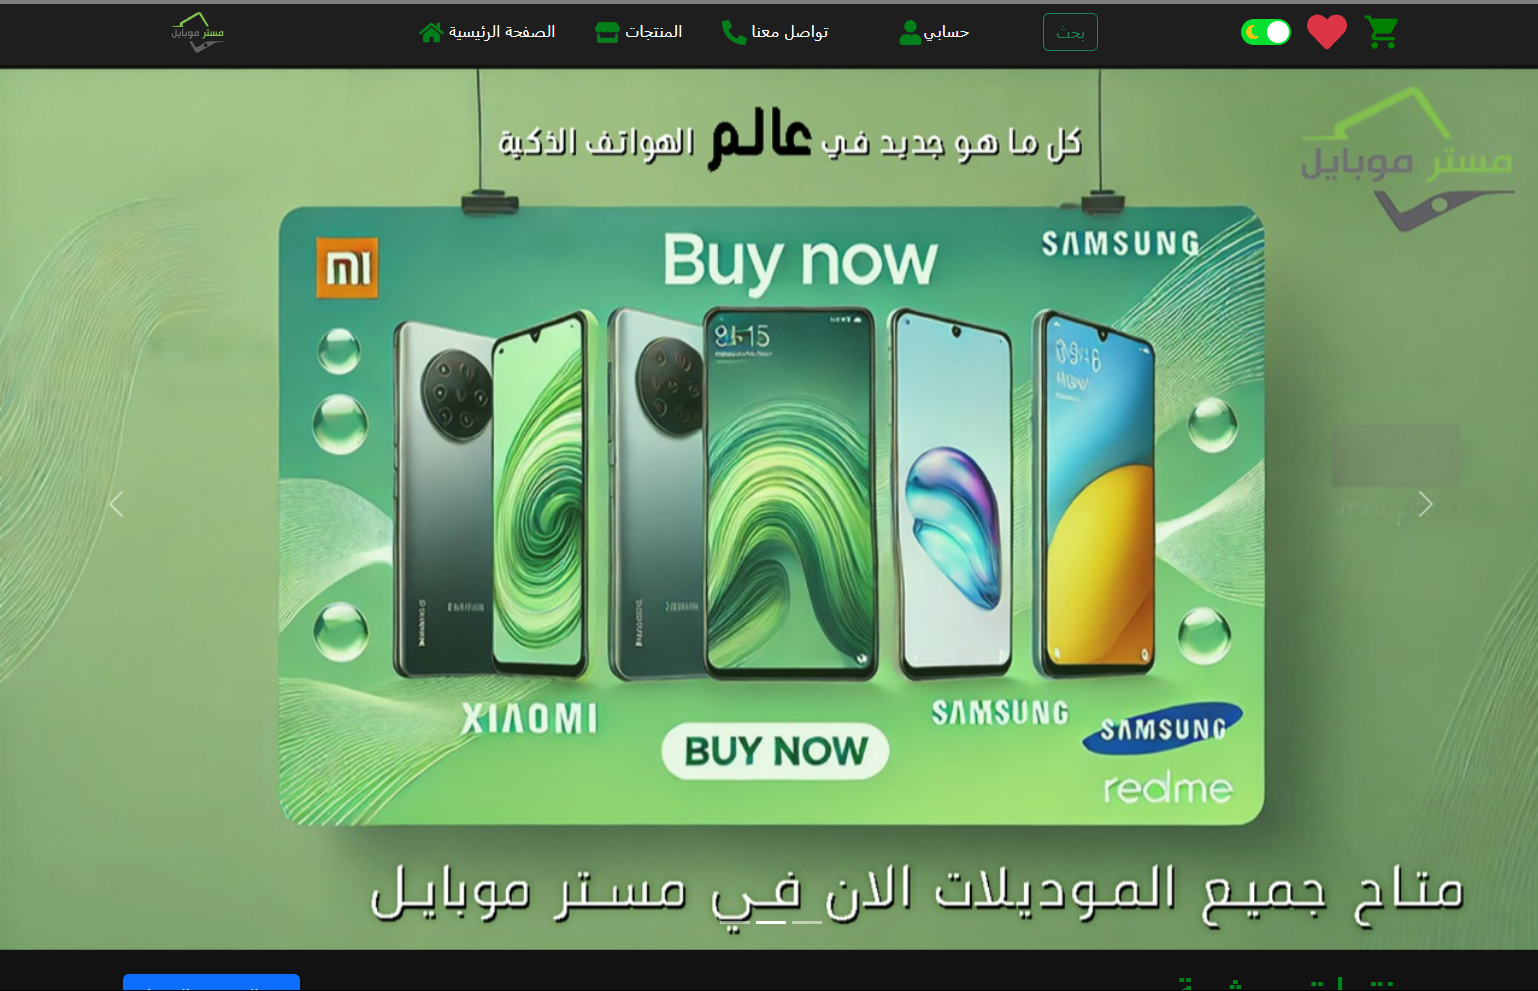 مستر موبايل
الصفحة الرئيسية
المنتجات
تواصل معنا
حسابي
بحث
كل ما هو جديد في عالم الهواتف الذكية
مستر موبايل
mi
Buy now
SAMSUNG
XIAOMI
SAMSUNG
SAMSUNG
BUY NOW
redme
متاح جميع الموديلات الان في مستر موبايل